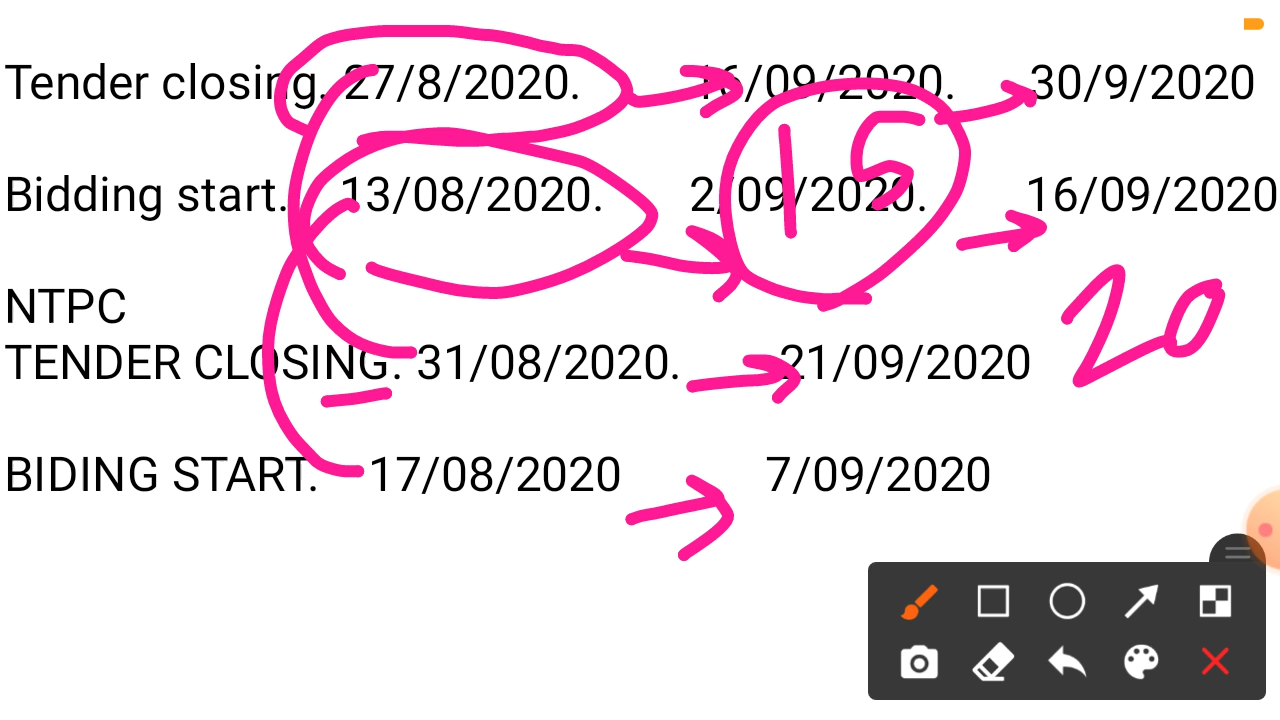 Tender closing. 27/8/2020. 16/09/2020. 30/9/2020
15
Bidding start. 13/08/2020. 2/09/2020. 16/09/2020
20
NTPC
TENDER CLOSING. 31/08/2020. 21/09/2020
BIDING START. 17/08/2020 7/09/2020